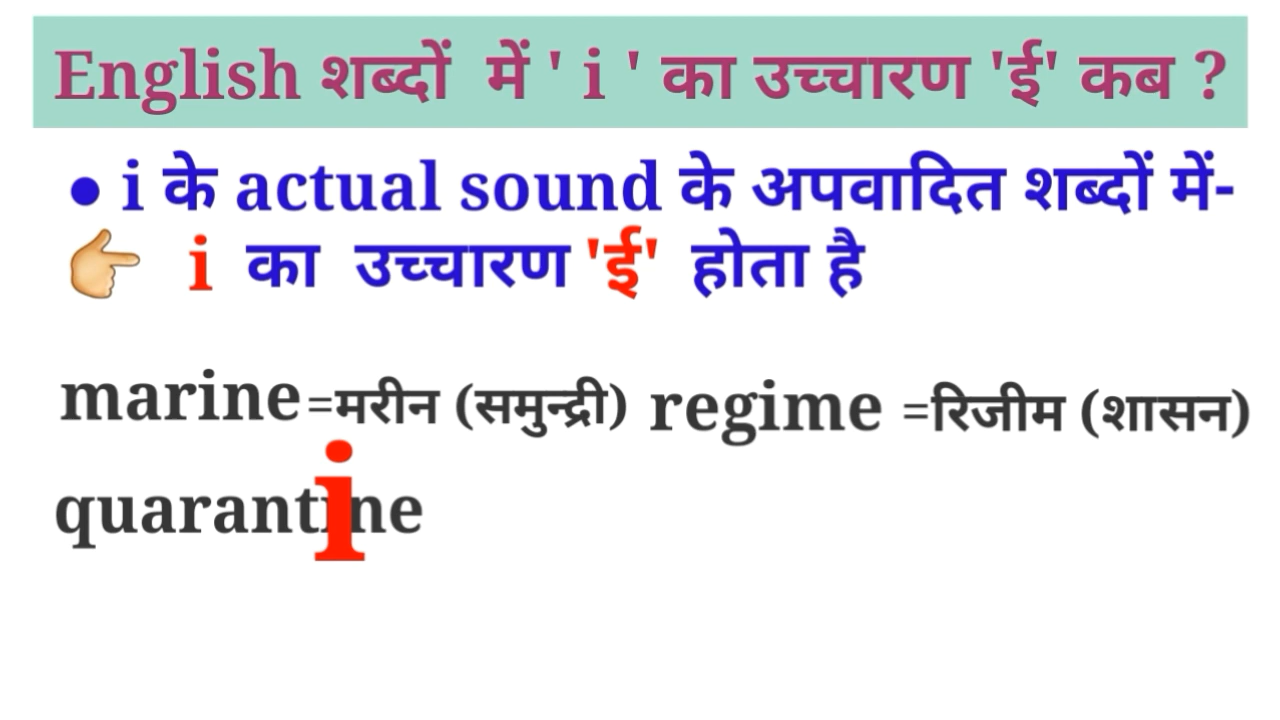 English शब्दों में ' i ' का उच्चारण 'ई' कब ?
● i के actual sound के अपवादित शब्दों में-
i का उच्चारण 'ई' होता है
marine=मरीन (समुन्द्री) regime =रिजीम (शासन)
quarantine